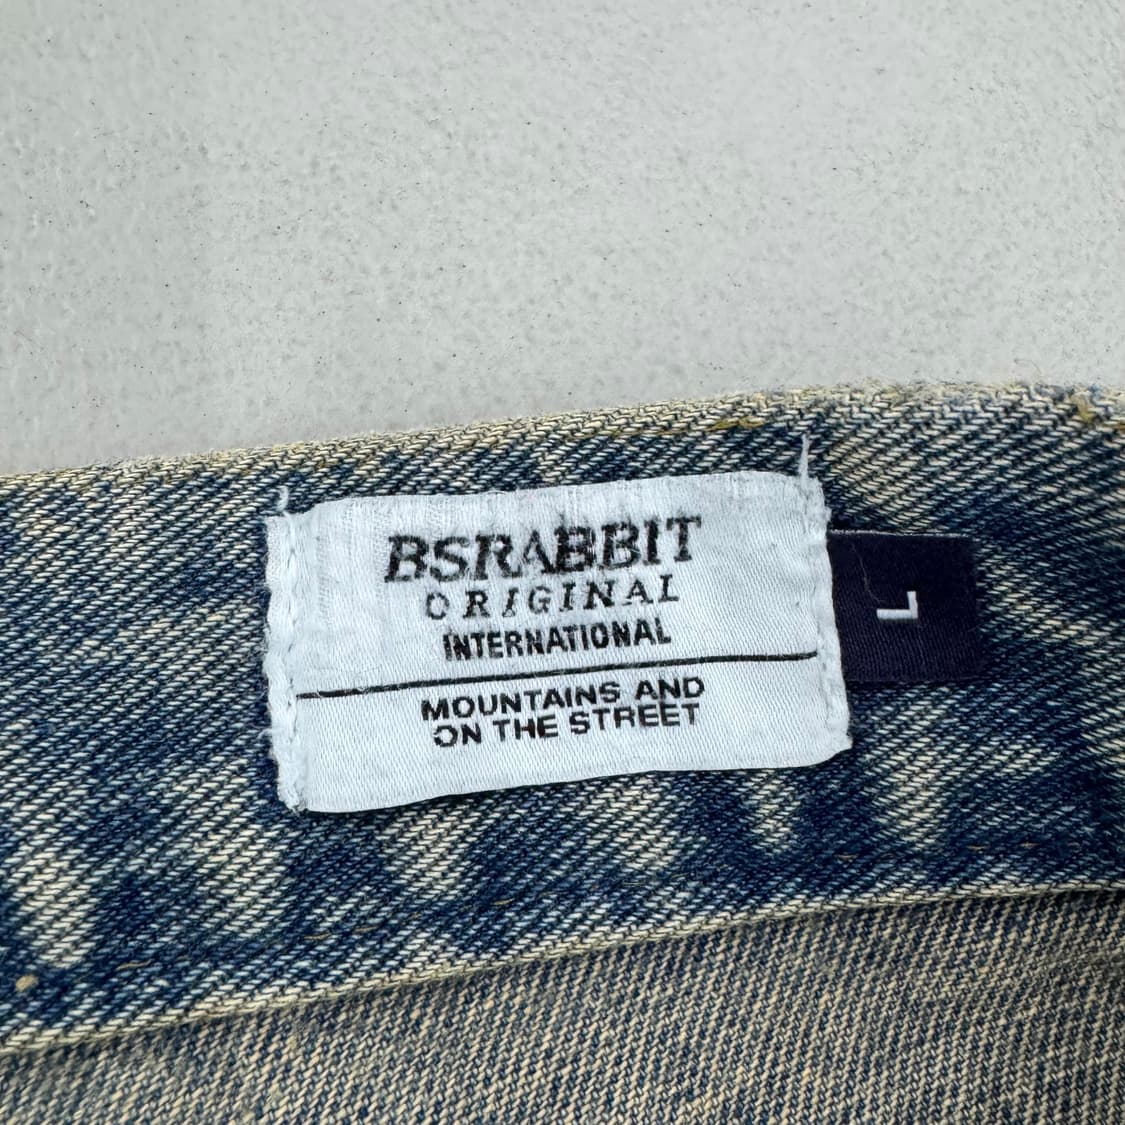 BSRABBIT
ORIGINAL
INTERNATIONAL
MOUNTAINS AND
ON THE STREET
L